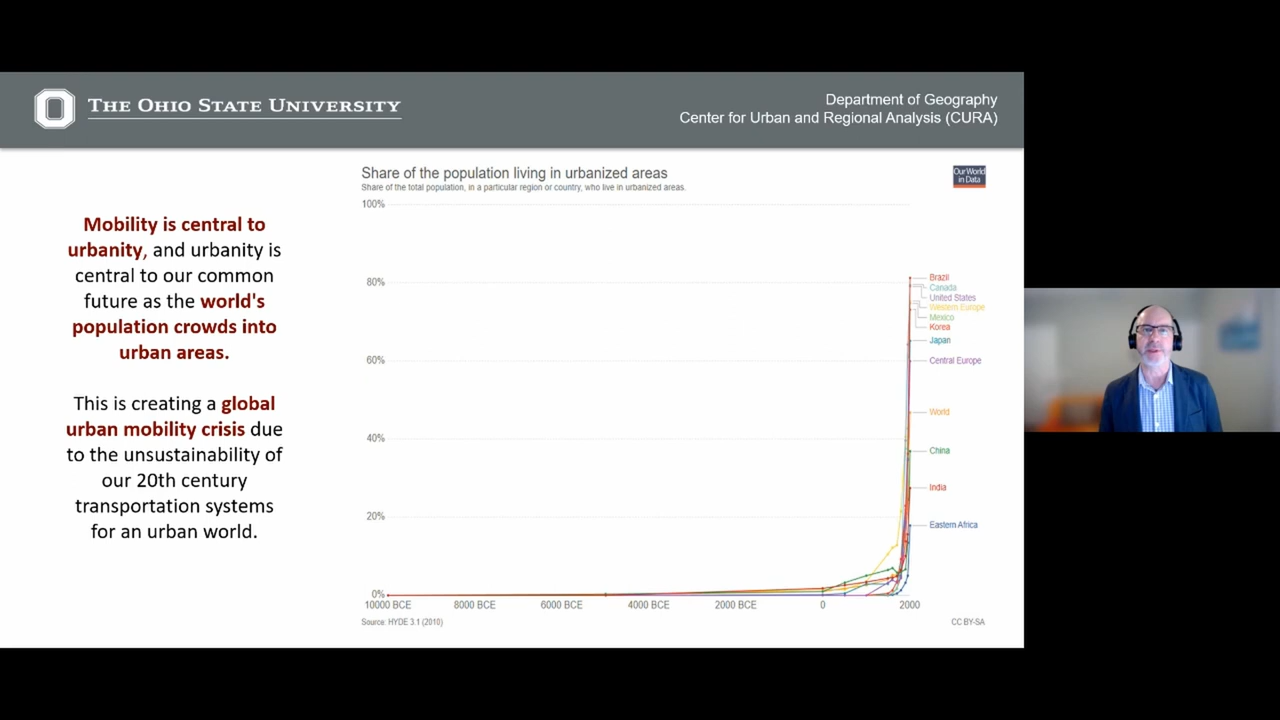 THE OHIO STATE UNIVERSITY
Department of Geography
Center for Urban and Regional Analysis (CURA)
Mobility is central to
urbanity, and urbanity is
central to our common
future as the world's
population crowds into
urban areas.
This is creating a global
urban mobility crisis due
to the unsustainability of
our 20th century
transportation systems
for an urban world.
Share of the population living in urbanized areas
Share of the total population, in a particular region or country, who live in urbanized areas.
Our World
in Data
100%
80%
60%
40%
20%
0%
Brazil
Canada
United States
Western Europe
Mexico
Korea
Japan
Central Europe
World
China
India
Eastern Africa
10000 BCE
8000 BCE
6000 BCE
4000 BCE
2000 BCE
0
2000
Source: HYDE 3.1 (2010)
CC BY-SA